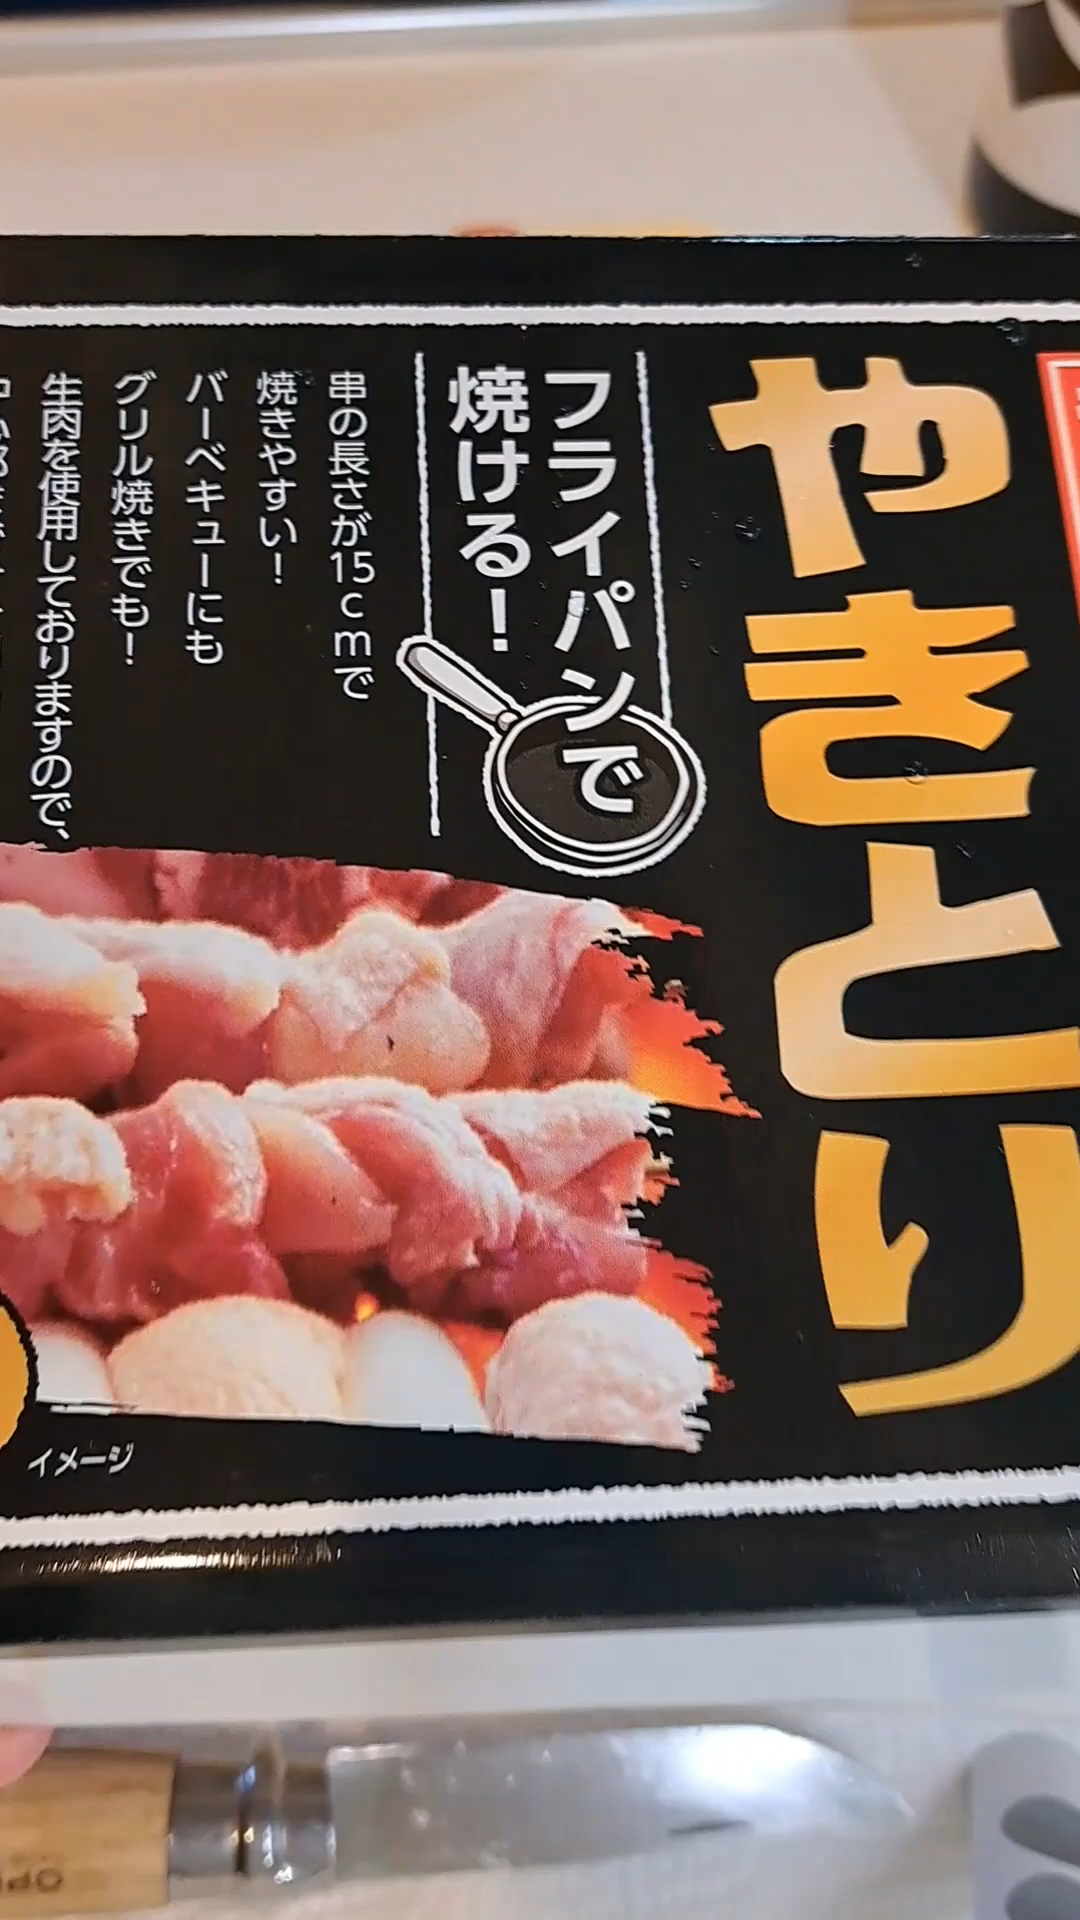 やきとり
フライパンで
焼ける！
串の長さが15cmで
焼きやすい！
バーベキューにも
グリル焼きでも！
生肉を使用しておりますので、
イメージ